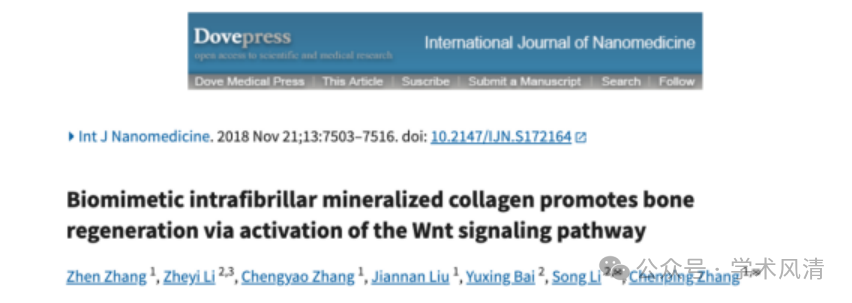 Dovepress
open access to scientific and medical research
International Journal of Nanomedicine
Dove Medical Press | This Article | Suscribe | Submit a Manuscript | Search | Follow
Int J Nanomedicine. 2018 Nov 21;13:7503–7516. doi: 10.2147/IJN.S172164
Biomimetic intrafibrillar mineralized collagen promotes bone
regeneration via activation of the Wnt signaling pathway
Zhen Zhang 1, Zheyi Li 2,3, Chengyao Zhang 1, Jiannan Liu 1, Yuxing Bai 2, Song Li 2,✉, Chenping Zhang 1,✉
公众号 · 学术风清